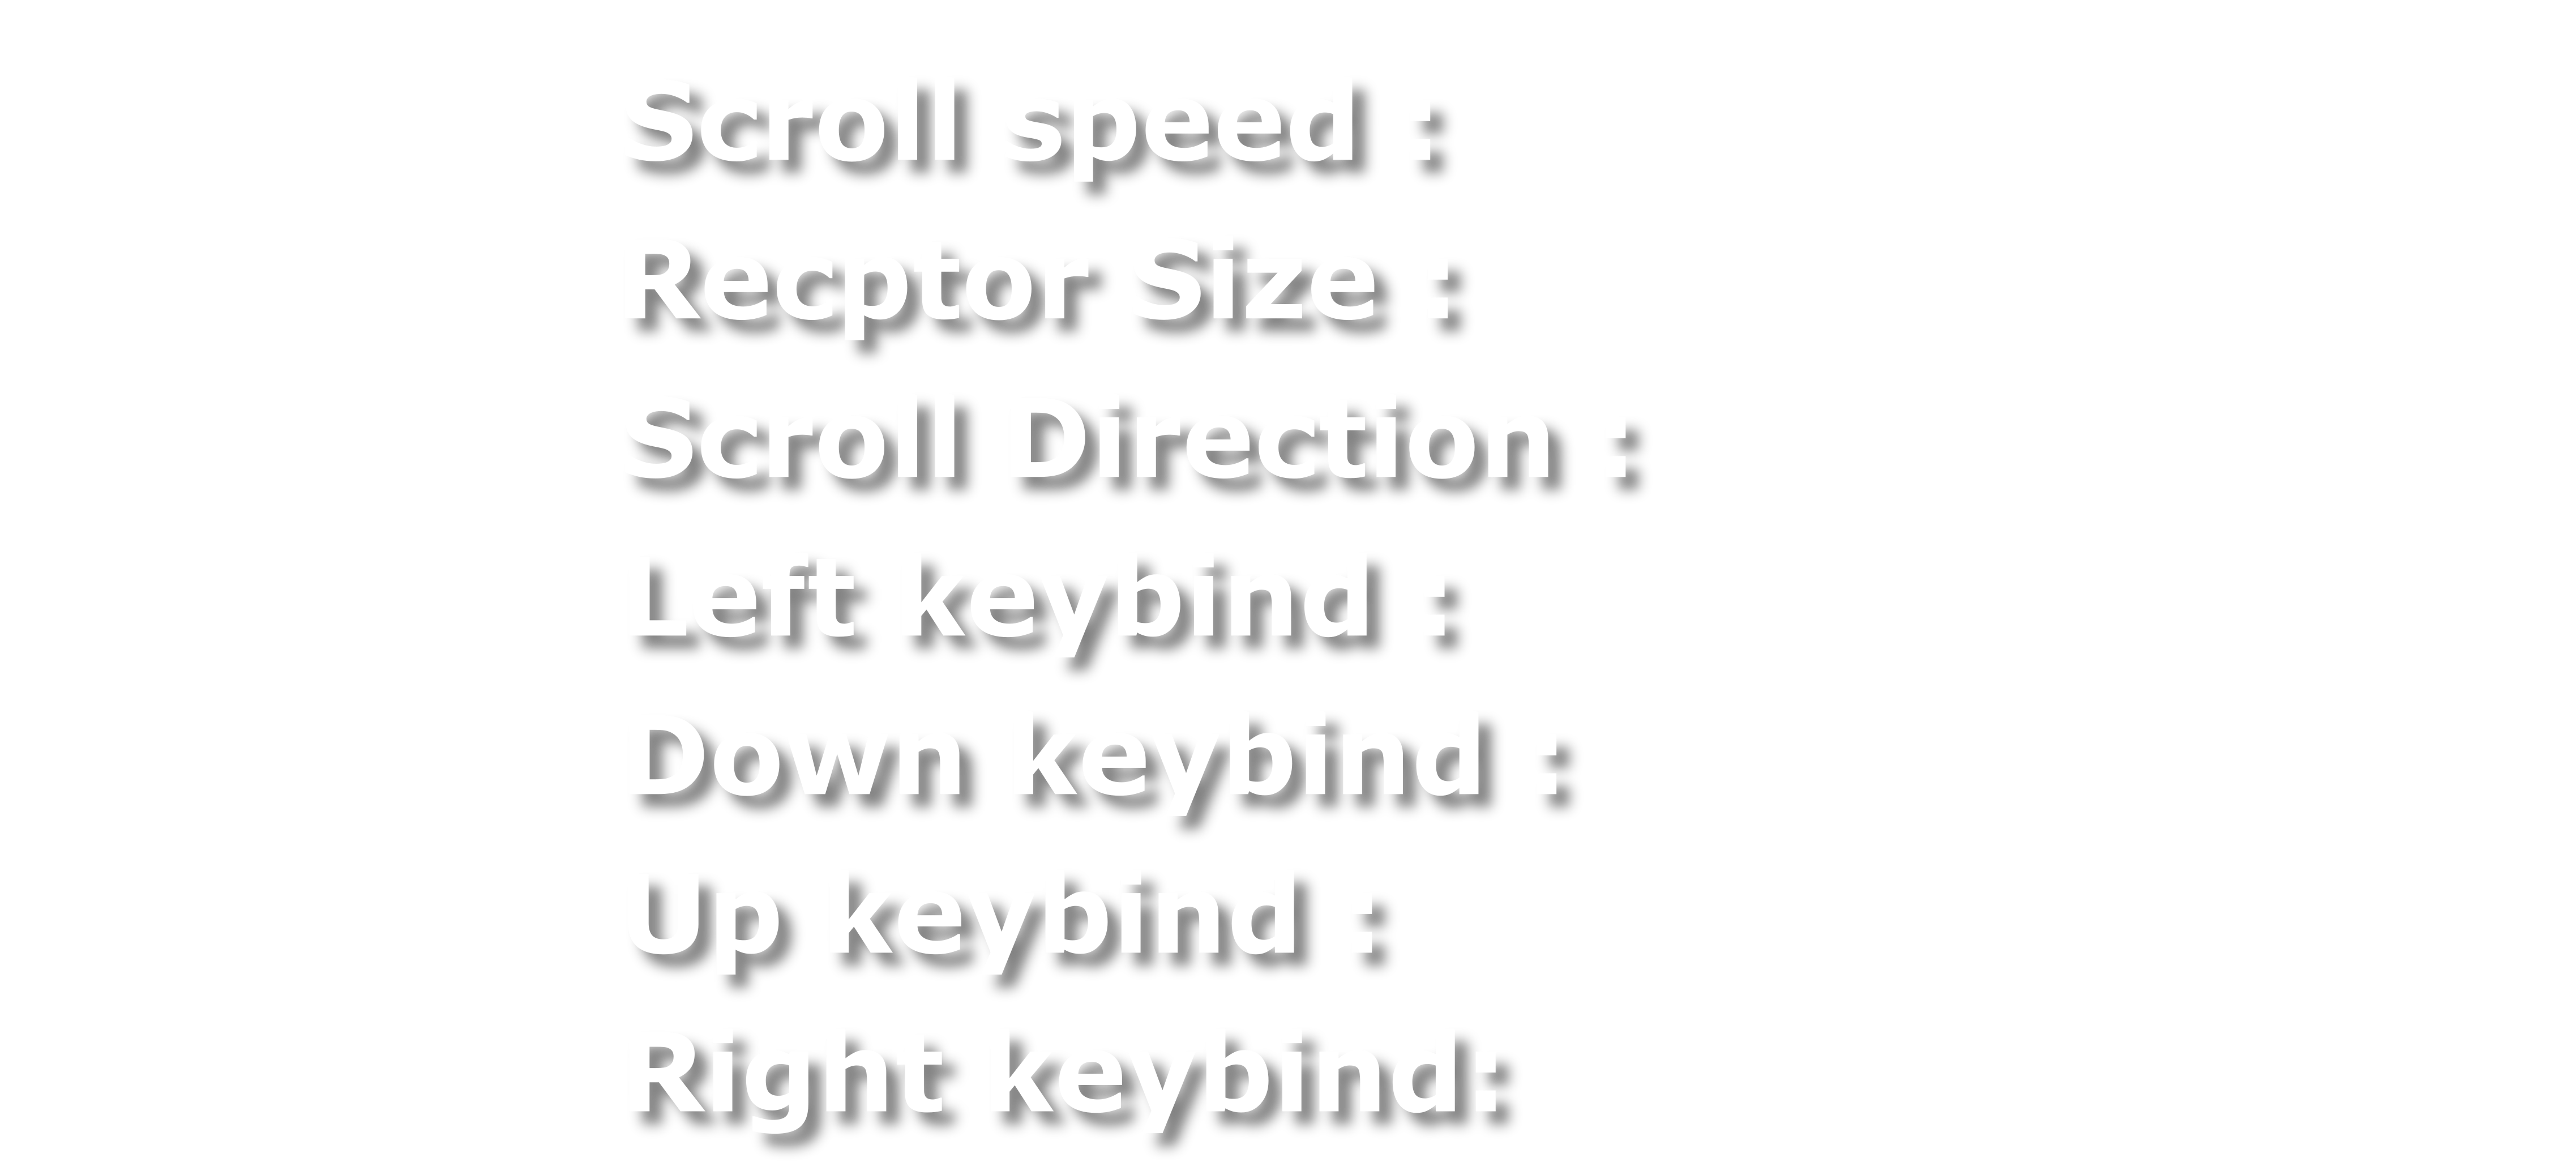 Scroll speed :
Recptor Size :
Scroll Direction :
Left keybind :
Down keybind :
Up keybind :
Right keybind: